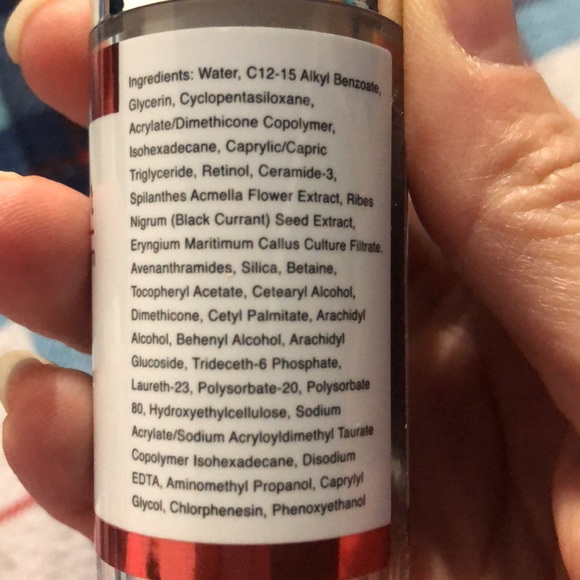 Ingredients: Water, C12-15 Alkyl Benzoate,
Glycerin, Cyclopentasiloxane,
Acrylate/Dimethicone Copolymer,
Isohexadecane, Caprylic/Capric
Triglyceride, Retinol, Ceramide-3,
Spilanthes Acmella Flower Extract, Ribes
Nigrum (Black Currant) Seed Extract,
Eryngium Maritimum Callus Culture Filtrate.
Avenanthramides, Silica, Betaine,
Tocopheryl Acetate, Cetearyl Alcohol,
Dimethicone, Cetyl Palmitate, Arachidyl
Alcohol, Behenyl Alcohol, Arachidyl
Glucoside, Trideceth-6 Phosphate,
Laureth-23, Polysorbate-20, Polysorbate
80, Hydroxyethylcellulose, Sodium
Acrylate/Sodium Acryloyldimethyl Taurate
Copolymer Isohexadecane, Disodium
EDTA, Aminomethyl Propanol, Caprylyl
Glycol, Chlorphenesin, Phenoxyethanol